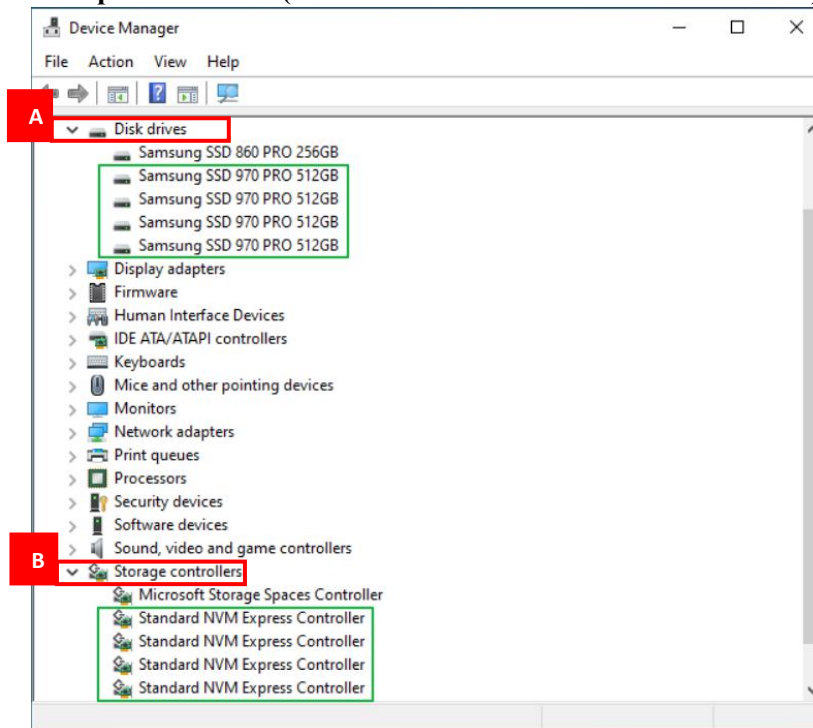 Device Manager
File Action View Help
A
Disk drives
Samsung SSD 860 PRO 256GB
Samsung SSD 970 PRO 512GB
Samsung SSD 970 PRO 512GB
Samsung SSD 970 PRO 512GB
Samsung SSD 970 PRO 512GB
Display adapters
Firmware
Human Interface Devices
IDE ATA/ATAPI controllers
Keyboards
Mice and other pointing devices
Monitors
Network adapters
Print queues
Processors
Security devices
Software devices
Sound, video and game controllers
B
Storage controllers
Microsoft Storage Spaces Controller
Standard NVM Express Controller
Standard NVM Express Controller
Standard NVM Express Controller
Standard NVM Express Controller